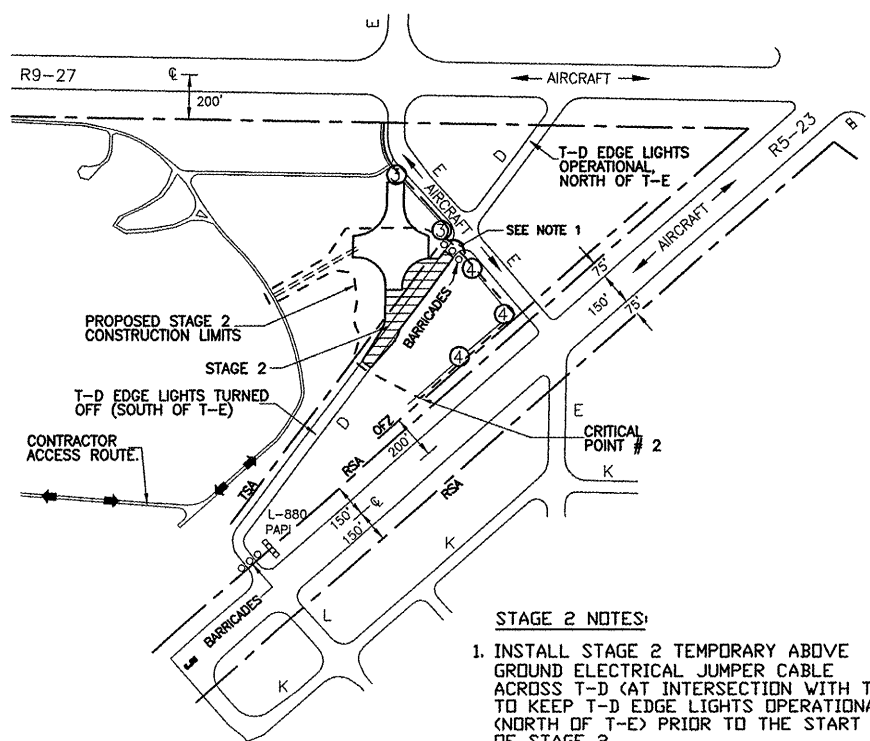 E
R9-27
℄
200'
AIRCRAFT
D
T-D EDGE LIGHTS
OPERATIONAL,
NORTH OF T-E
R5-23
B
E
AIRCRAFT
3
3
SEE NOTE 1
E
AIRCRAFT
4
75'
150'
75'
BARRICADES
4
4
PROPOSED STAGE 2
CONSTRUCTION LIMITS
STAGE 2
T-D EDGE LIGHTS TURNED
OFF (SOUTH OF T-E)
D
OFZ
200'
RSA
E
CRITICAL
POINT # 2
CONTRACTOR
ACCESS ROUTE.
TSA
K
RSA
L-880
PAPI
150'
℄
150'
K
BARRICADES
L
K
STAGE 2 NOTES:
1. INSTALL STAGE 2 TEMPORARY ABOVE
GROUND ELECTRICAL JUMPER CABLE
ACROSS T-D (AT INTERSECTION WITH T
TO KEEP T-D EDGE LIGHTS OPERATIONA
(NORTH OF T-E) PRIOR TO THE START
OF STAGE 2